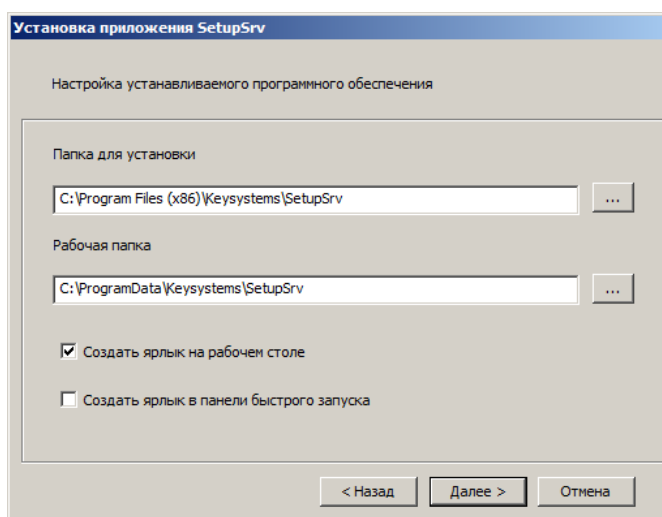 Установка приложения SetupSrv
Настройка устанавливаемого программного обеспечения
Папка для установки
C:\Program Files (x86)\Keysystems\SetupSrv
...
Рабочая папка
C:\ProgramData\Keysystems\SetupSrv
...
Создать ярлык на рабочем столе
Создать ярлык в панели быстрого запуска
< Назад Далее > Отмена